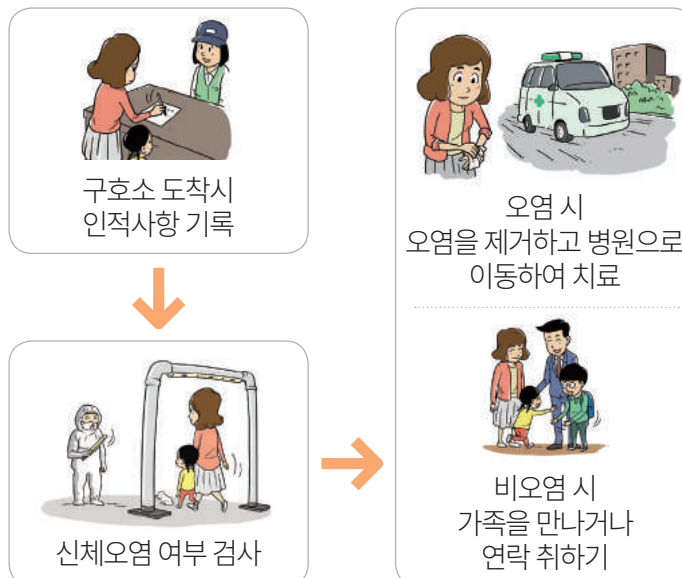 구호소 도착시
인적사항 기록
신체오염 여부 검사
오염 시
오염을 제거하고 병원으로
이동하여 치료
비오염 시
가족을 만나거나
연락 취하기